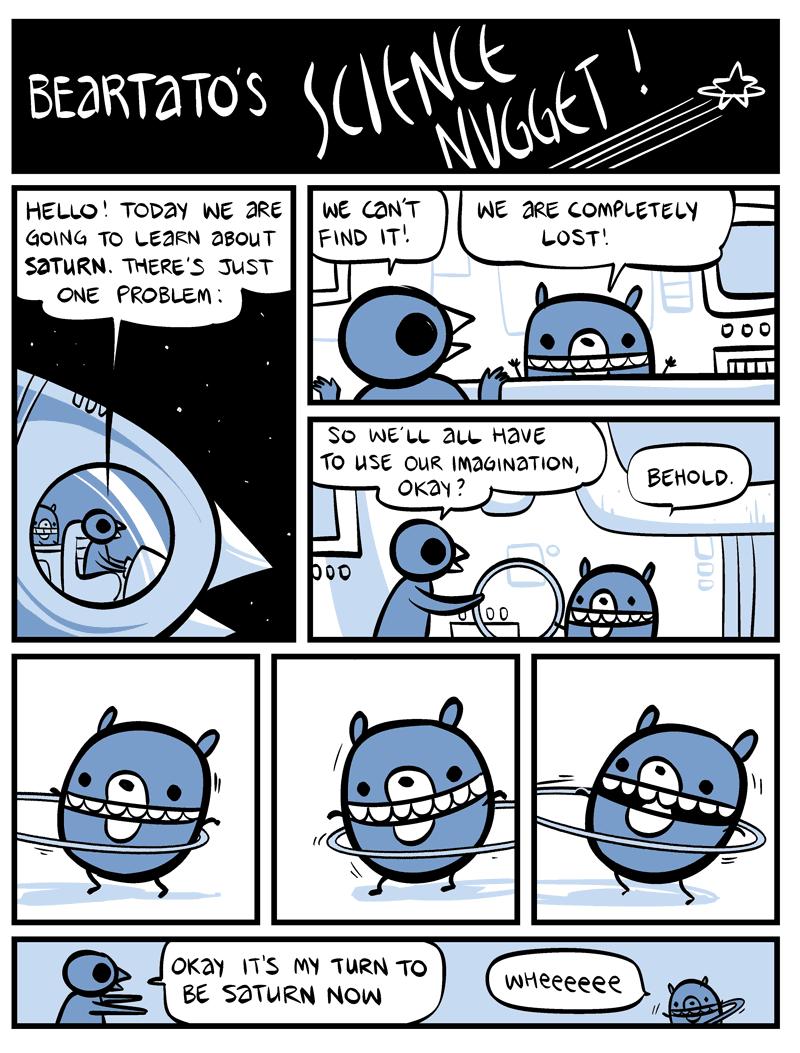 BEARTATO'S SCIENCE
NUGGET!
HELLO! TODAY WE ARE
GOING TO LEARN ABOUT
SATURN. THERE'S JUST
ONE PROBLEM:
WE CAN'T
FIND IT!
WE ARE COMPLETELY
LOST!
SO WE'LL ALL HAVE
TO USE OUR IMAGINATION,
OKAY?
BEHOLD.
OKAY IT'S MY TURN TO
BE SATURN NOW
WHEEEEEE